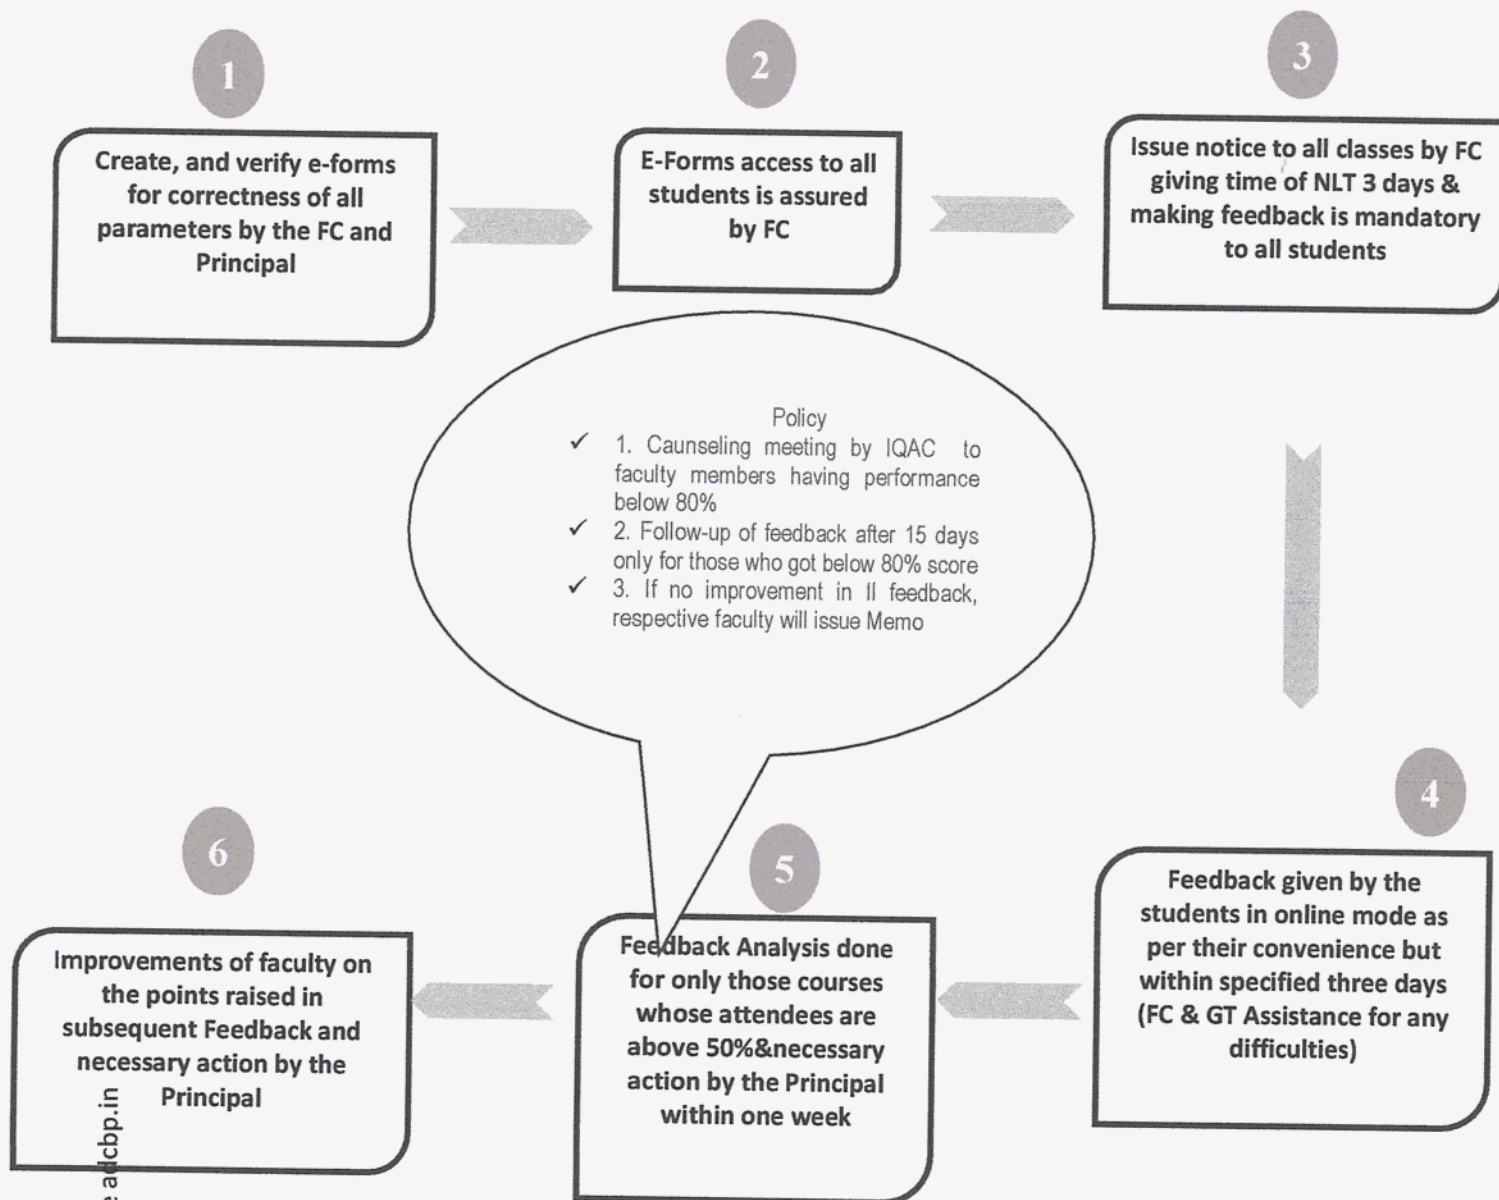 1
Create, and verify e-forms
for correctness of all
parameters by the FC and
Principal
2
E-Forms access to all
students is assured
by FC
3
Issue notice to all classes by FC
giving time of NLT 3 days &
making feedback is mandatory
to all students
Policy
✓ 1. Caunseling meeting by IQAC to
faculty members having performance
below 80%
✓ 2. Follow-up of feedback after 15 days
only for those who got below 80% score
✓ 3. If no improvement in II feedback,
respective faculty will issue Memo
4
Feedback given by the
students in online mode as
per their convenience but
within specified three days
(FC & GT Assistance for any
difficulties)
5
Feedback Analysis done
for only those courses
whose attendees are
above 50%&necessary
action by the Principal
within one week
6
Improvements of faculty on
the points raised in
subsequent Feedback and
necessary action by the
Principal
adcbp.in